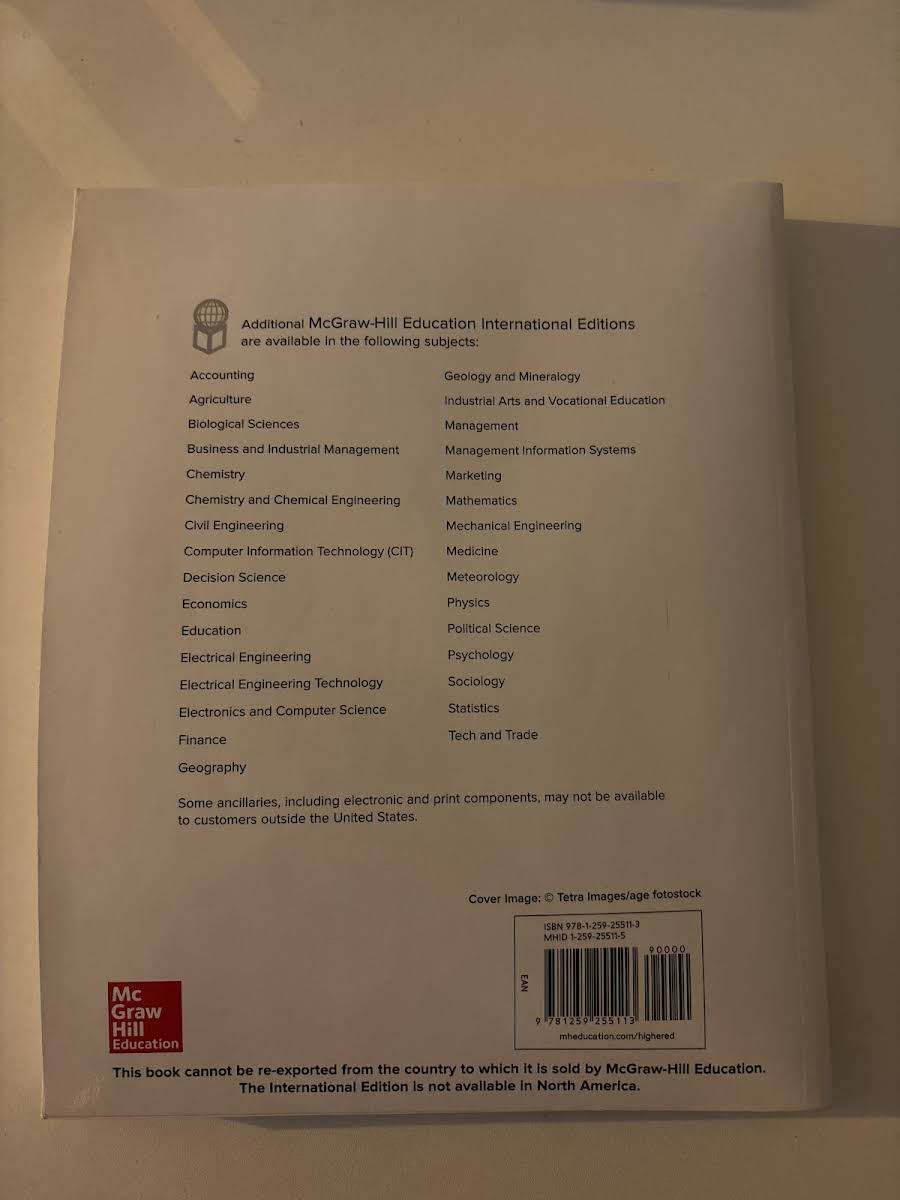 Additional McGraw-Hill Education International Editions
are available in the following subjects:
Accounting
Agriculture
Biological Sciences
Business and Industrial Management
Chemistry
Chemistry and Chemical Engineering
Civil Engineering
Computer Information Technology (CIT)
Decision Science
Economics
Education
Electrical Engineering
Electrical Engineering Technology
Electronics and Computer Science
Finance
Geography
Geology and Mineralogy
Industrial Arts and Vocational Education
Management
Management Information Systems
Marketing
Mathematics
Mechanical Engineering
Medicine
Meteorology
Physics
Political Science
Psychology
Sociology
Statistics
Tech and Trade
Some ancillaries, including electronic and print components, may not be available
to customers outside the United States.
Cover Image: © Tetra Images/age fotostock
ISBN 978-1-259-25511-3
MHID 1-259-25511-5
90000
EAN
9 781259 255113
mheducation.com/highered
Mc
Graw
Hill
Education
This book cannot be re-exported from the country to which it is sold by McGraw-Hill Education.
The International Edition is not available in North America.